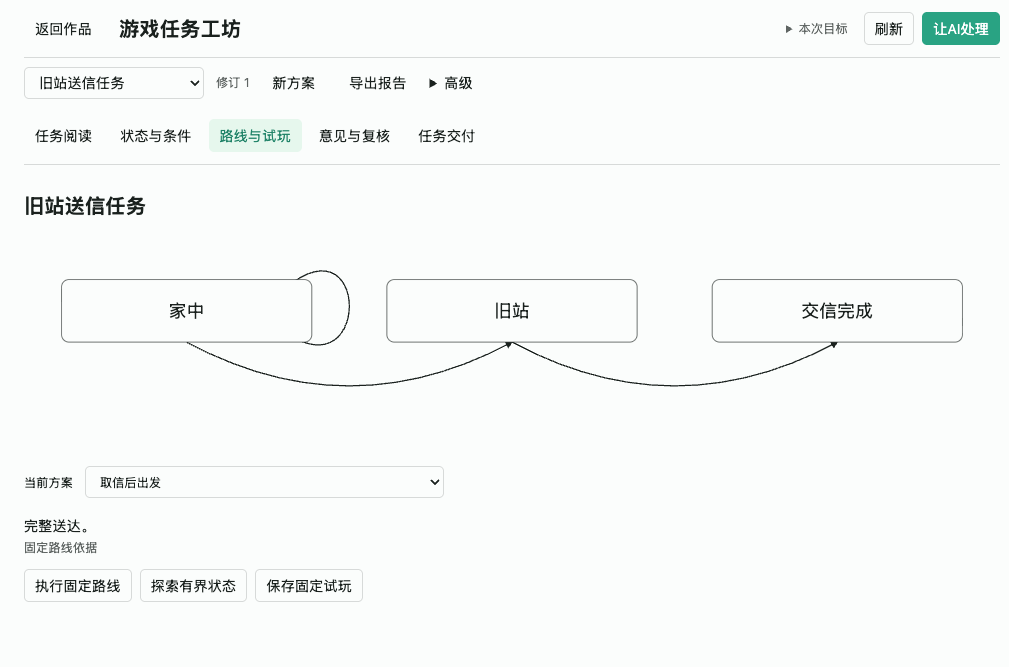 返回作品 游戏任务工坊 本次目标 刷新 让AI处理
旧站送信任务 修订 1 新方案 导出报告 高级
任务阅读 状态与条件 路线与试玩 意见与复核 任务交付
旧站送信任务
家中 旧站 交信完成
当前方案 取信后出发
完整送达。
固定路线依据
执行固定路线 探索有界状态 保存固定试玩